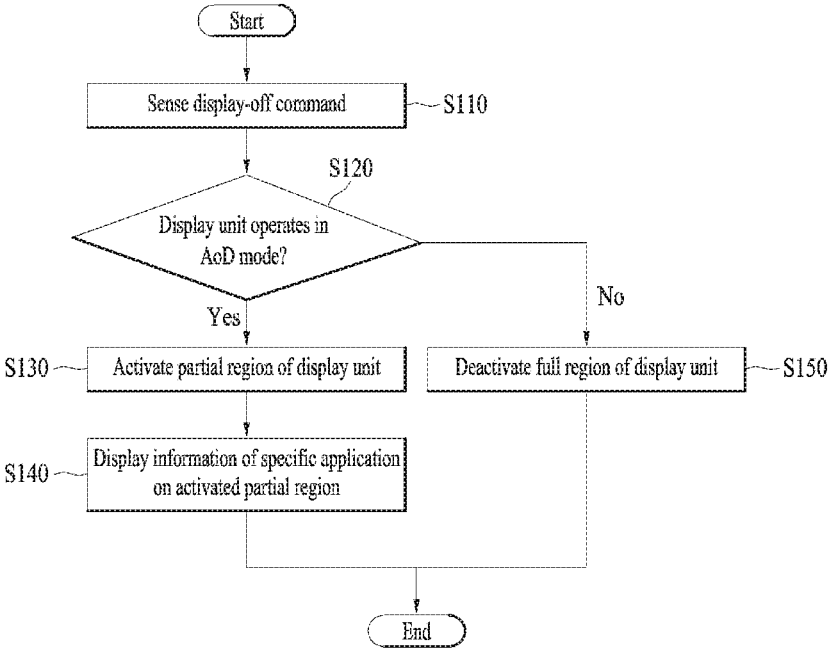 Start
Sense display-off command
S110
S120
Display unit operates in
AoD mode?
Yes
No
S130
Activate partial region of display unit
Deactivate full region of display unit
S150
S140
Display information of specific application
on activated partial region
End